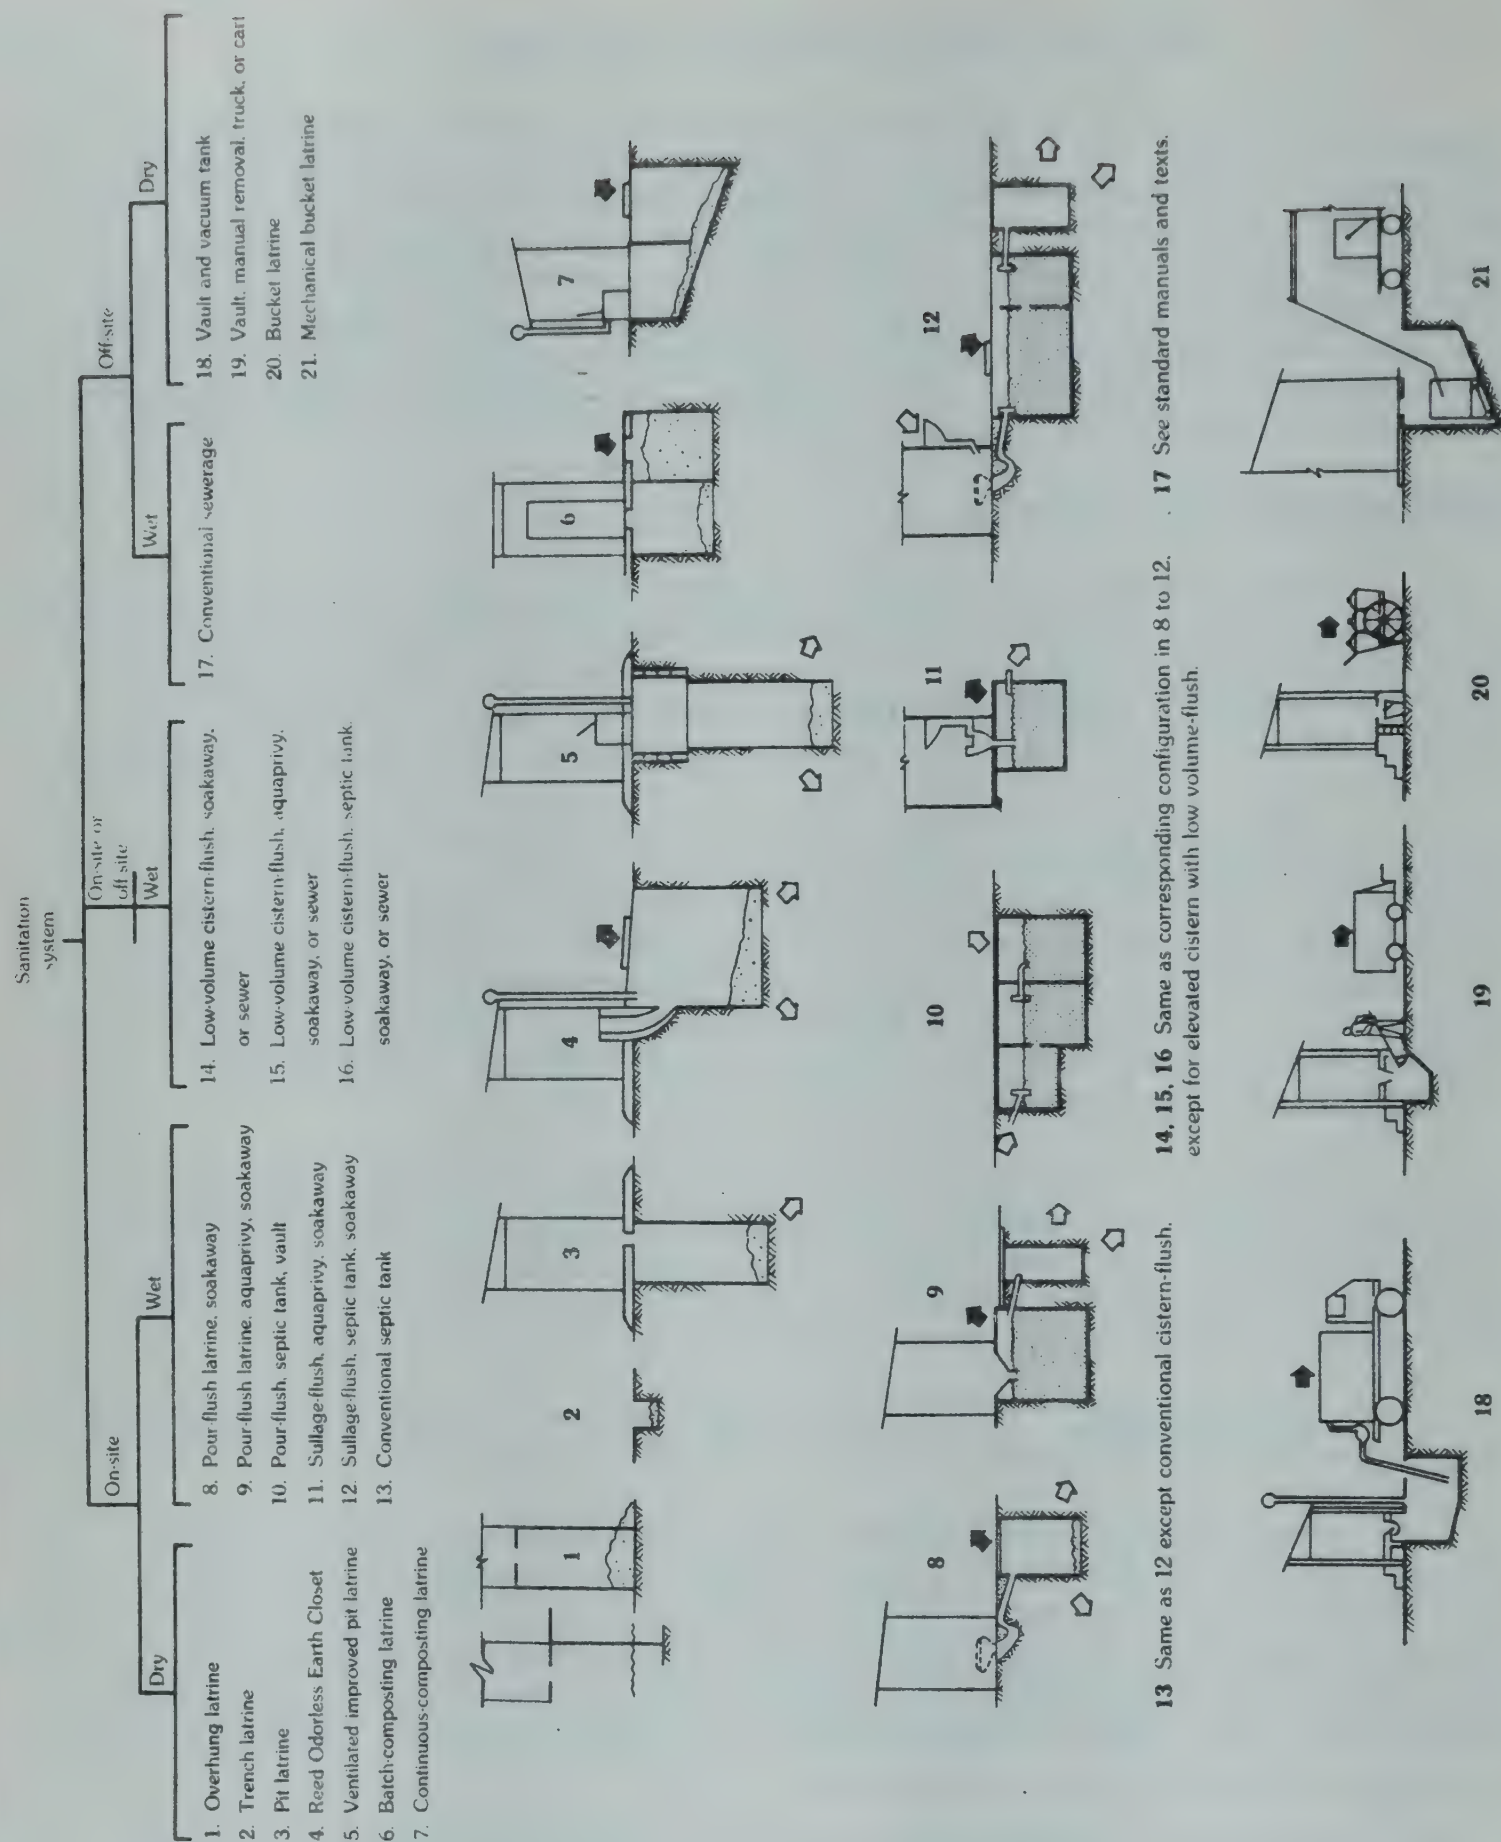 Sanitation
system
On-site
On-site or
off site
Off-site
Dry
Wet
Wet
Wet
Dry
1. Overhung latrine
2. Trench latrine
3. Pit latrine
4. Reed Odorless Earth Closet
5. Ventilated improved pit latrine
6. Batch-composting latrine
7. Continuous-composting latrine
8. Pour-flush latrine, soakaway
9. Pour-flush latrine, aquaprivy, soakaway
10. Pour-flush, septic tank, vault
11. Sullage-flush, aquaprivy, soakaway
12. Sullage-flush, septic tank, soakaway
13. Conventional septic tank
14. Low-volume cistern-flush, soakaway,
or sewer
15. Low-volume cistern-flush, aquaprivy,
soakaway, or sewer
16. Low-volume cistern-flush, septic tank,
soakaway, or sewer
17. Conventional sewerage
18. Vault and vacuum tank
19. Vault, manual removal, truck, or cart
20. Bucket latrine
21. Mechanical bucket latrine
1
2
3
4
5
6
7
8
9
10
11
12
13 Same as 12 except conventional cistern-flush.
14, 15, 16 Same as corresponding configuration in 8 to 12.
except for elevated cistern with low volume-flush.
17 See standard manuals and texts.
18
19
20
21